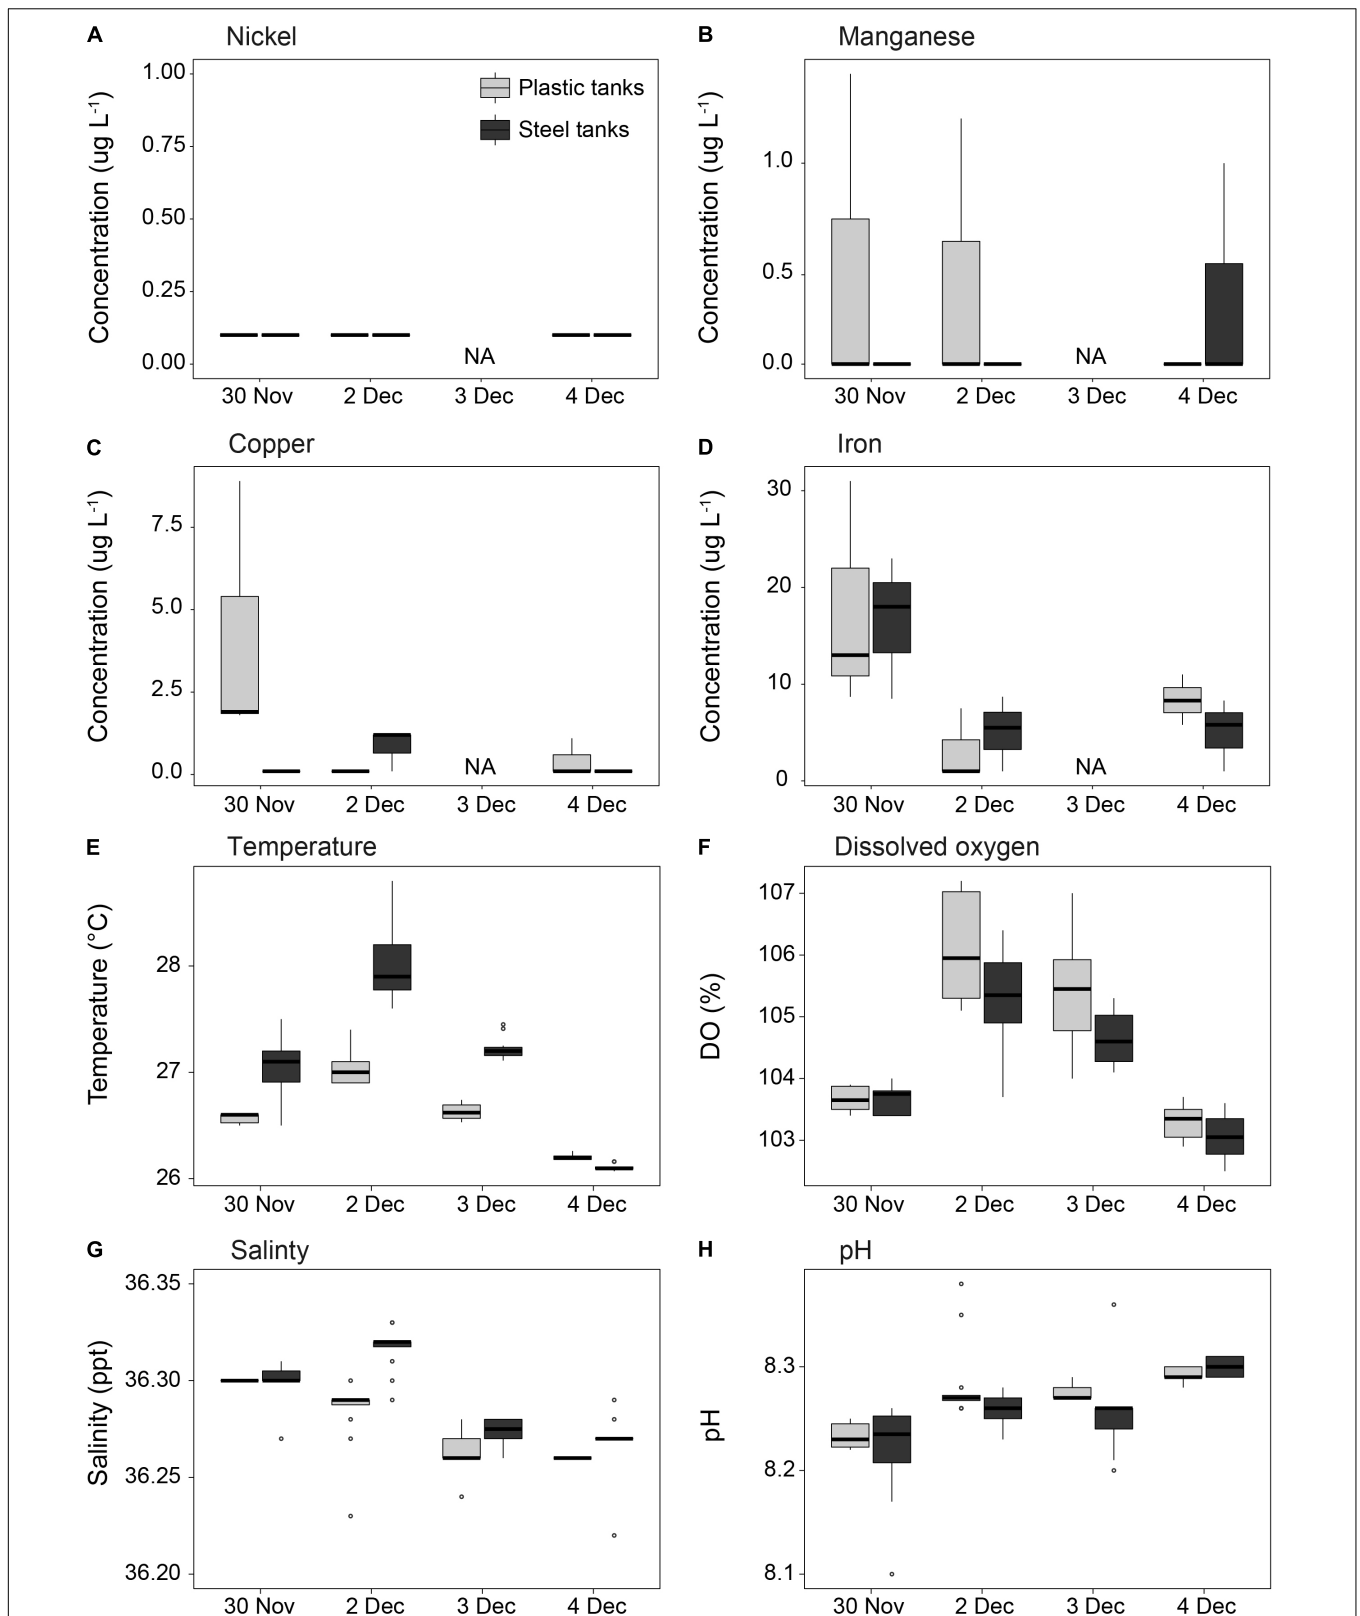 A Nickel
1.00
0.75
0.50
0.25
0.00
Concentration (ug L-1)
Plastic tanks
Steel tanks
NA
30 Nov 2 Dec 3 Dec 4 Dec
B Manganese
1.0
0.5
0.0
Concentration (ug L-1)
NA
30 Nov 2 Dec 3 Dec 4 Dec
C Copper
7.5
5.0
2.5
0.0
Concentration (ug L-1)
NA
30 Nov 2 Dec 3 Dec 4 Dec
D Iron
30
20
10
0
Concentration (ug L-1)
NA
30 Nov 2 Dec 3 Dec 4 Dec
E Temperature
28
27
26
Temperature (°C)
30 Nov 2 Dec 3 Dec 4 Dec
F Dissolved oxygen
107
106
105
104
103
DO (%)
30 Nov 2 Dec 3 Dec 4 Dec
G Salinty
36.35
36.30
36.25
36.20
Salinity (ppt)
30 Nov 2 Dec 3 Dec 4 Dec
H pH
8.3
8.2
8.1
pH
30 Nov 2 Dec 3 Dec 4 Dec